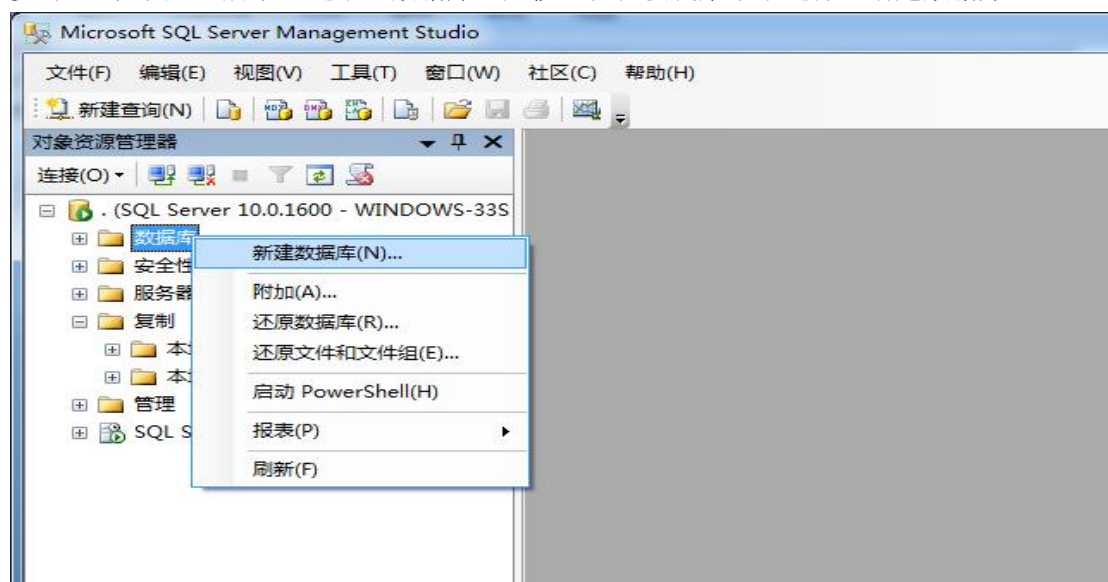 Microsoft SQL Server Management Studio
文件(F) 编辑(E) 视图(V) 工具(T) 窗口(W) 社区(C) 帮助(H)
新建查询(N)
对象资源管理器
连接(O)
. (SQL Server 10.0.1600 - WINDOWS-33S
数据库
新建数据库(N)...
安全性
服务器
附加(A)...
复制
还原数据库(R)...
本
还原文件和文件组(E)...
本
启动 PowerShell(H)
管理
SQL S
报表(P)
刷新(F)